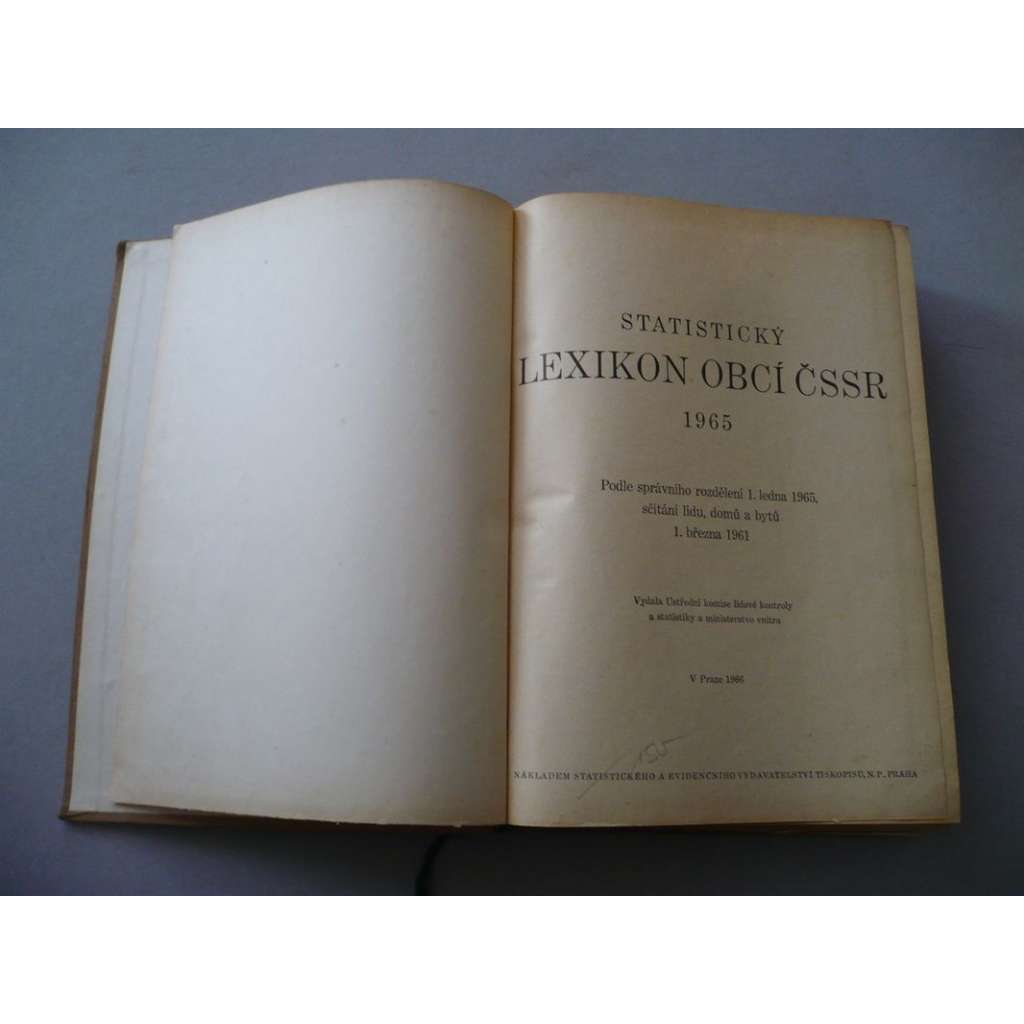 STATISTICKÝ
LEXIKON OBCÍ ČSSR
1965
Podle správního rozdělení 1. ledna 1965,
sčítání lidu, domů a bytů
1. března 1961
Vydala Ústřední komise lidové kontroly
a statistiky a ministerstvo vnitra
V Praze 1966
150
NÁKLADEM STATISTICKÉHO A EVIDENČNÍHO VYDAVATELSTVÍ TISKOPISŮ, N. P., PRAHA